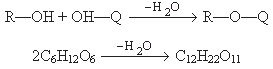 R—OH + OH—Q —H₂O→ R—O—Q
2C₆H₁₂O₆ —H₂O→ C₁₂H₂₂O₁₁